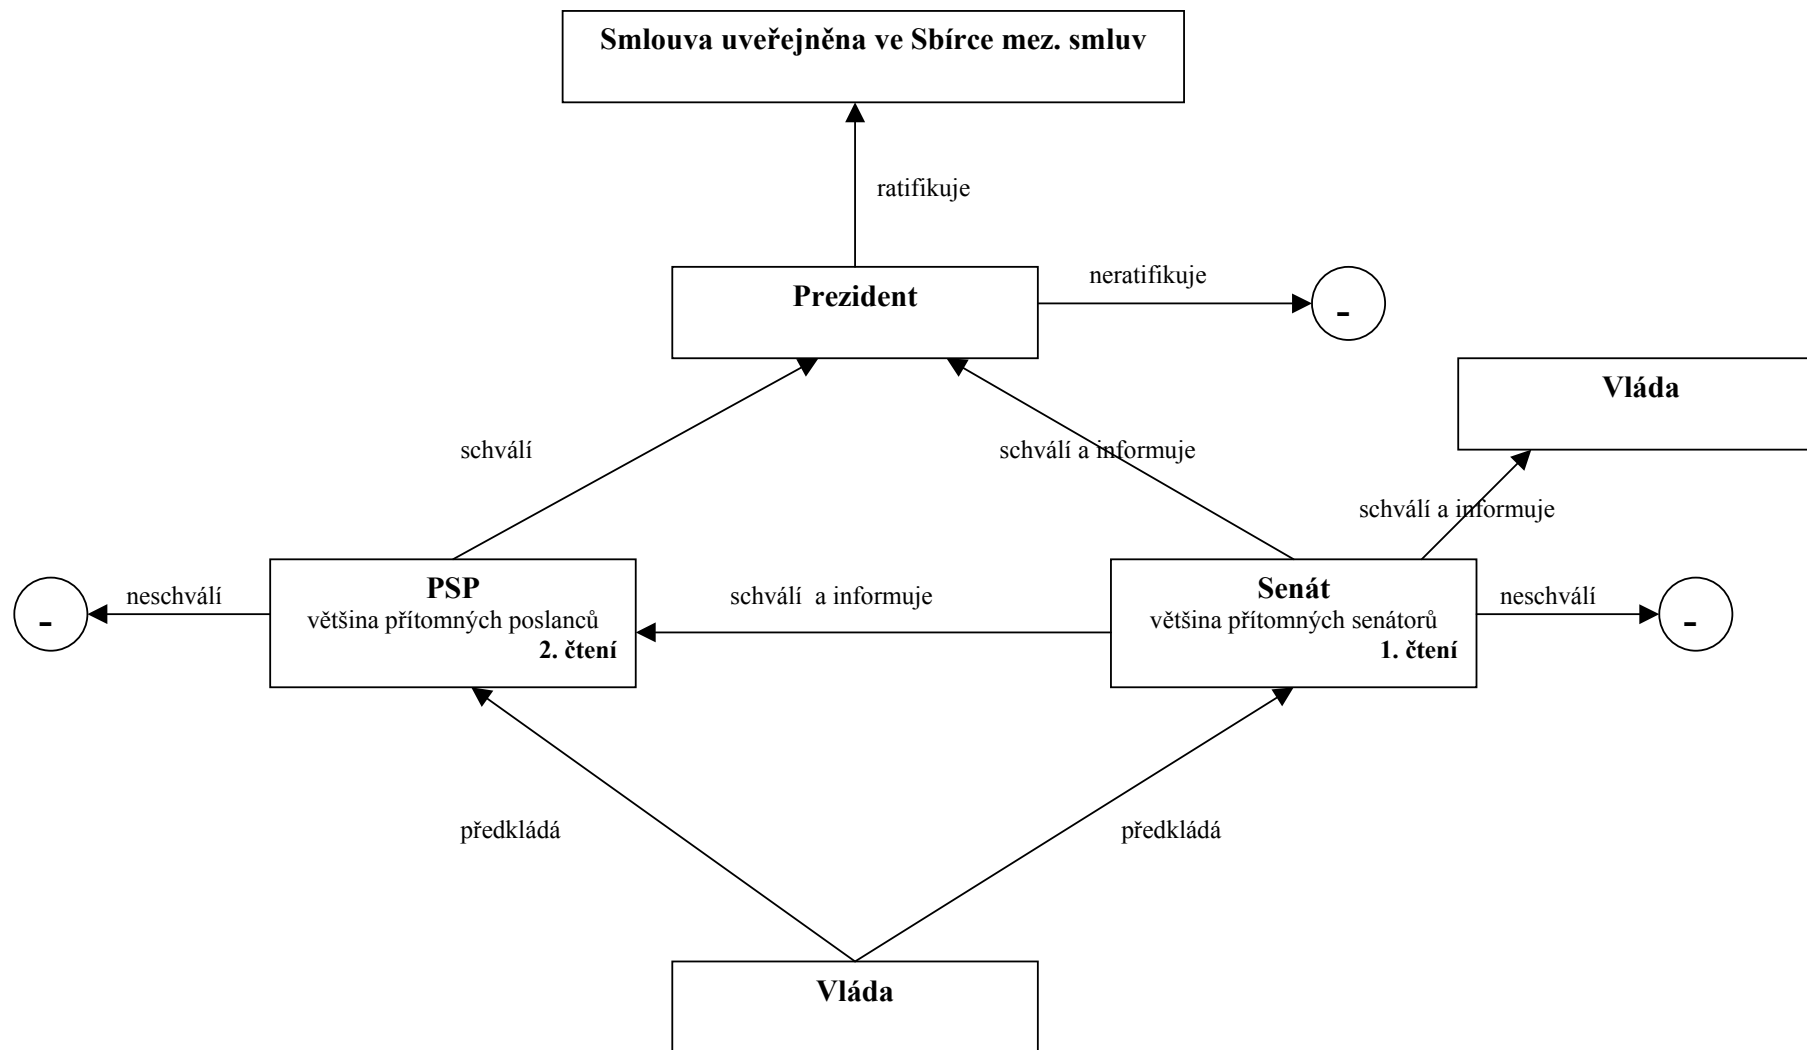 Smlouva uveřejněna ve Sbírce mez. smluv
ratifikuje
Prezident
neratifikuje
-
Vláda
schválí
schválí a informuje
schválí a informuje
PSP
většina přítomných poslanců
2. čtení
neschválí
-
schválí  a informuje
Senát
většina přítomných senátorů
1. čtení
neschválí
-
předkládá
předkládá
Vláda